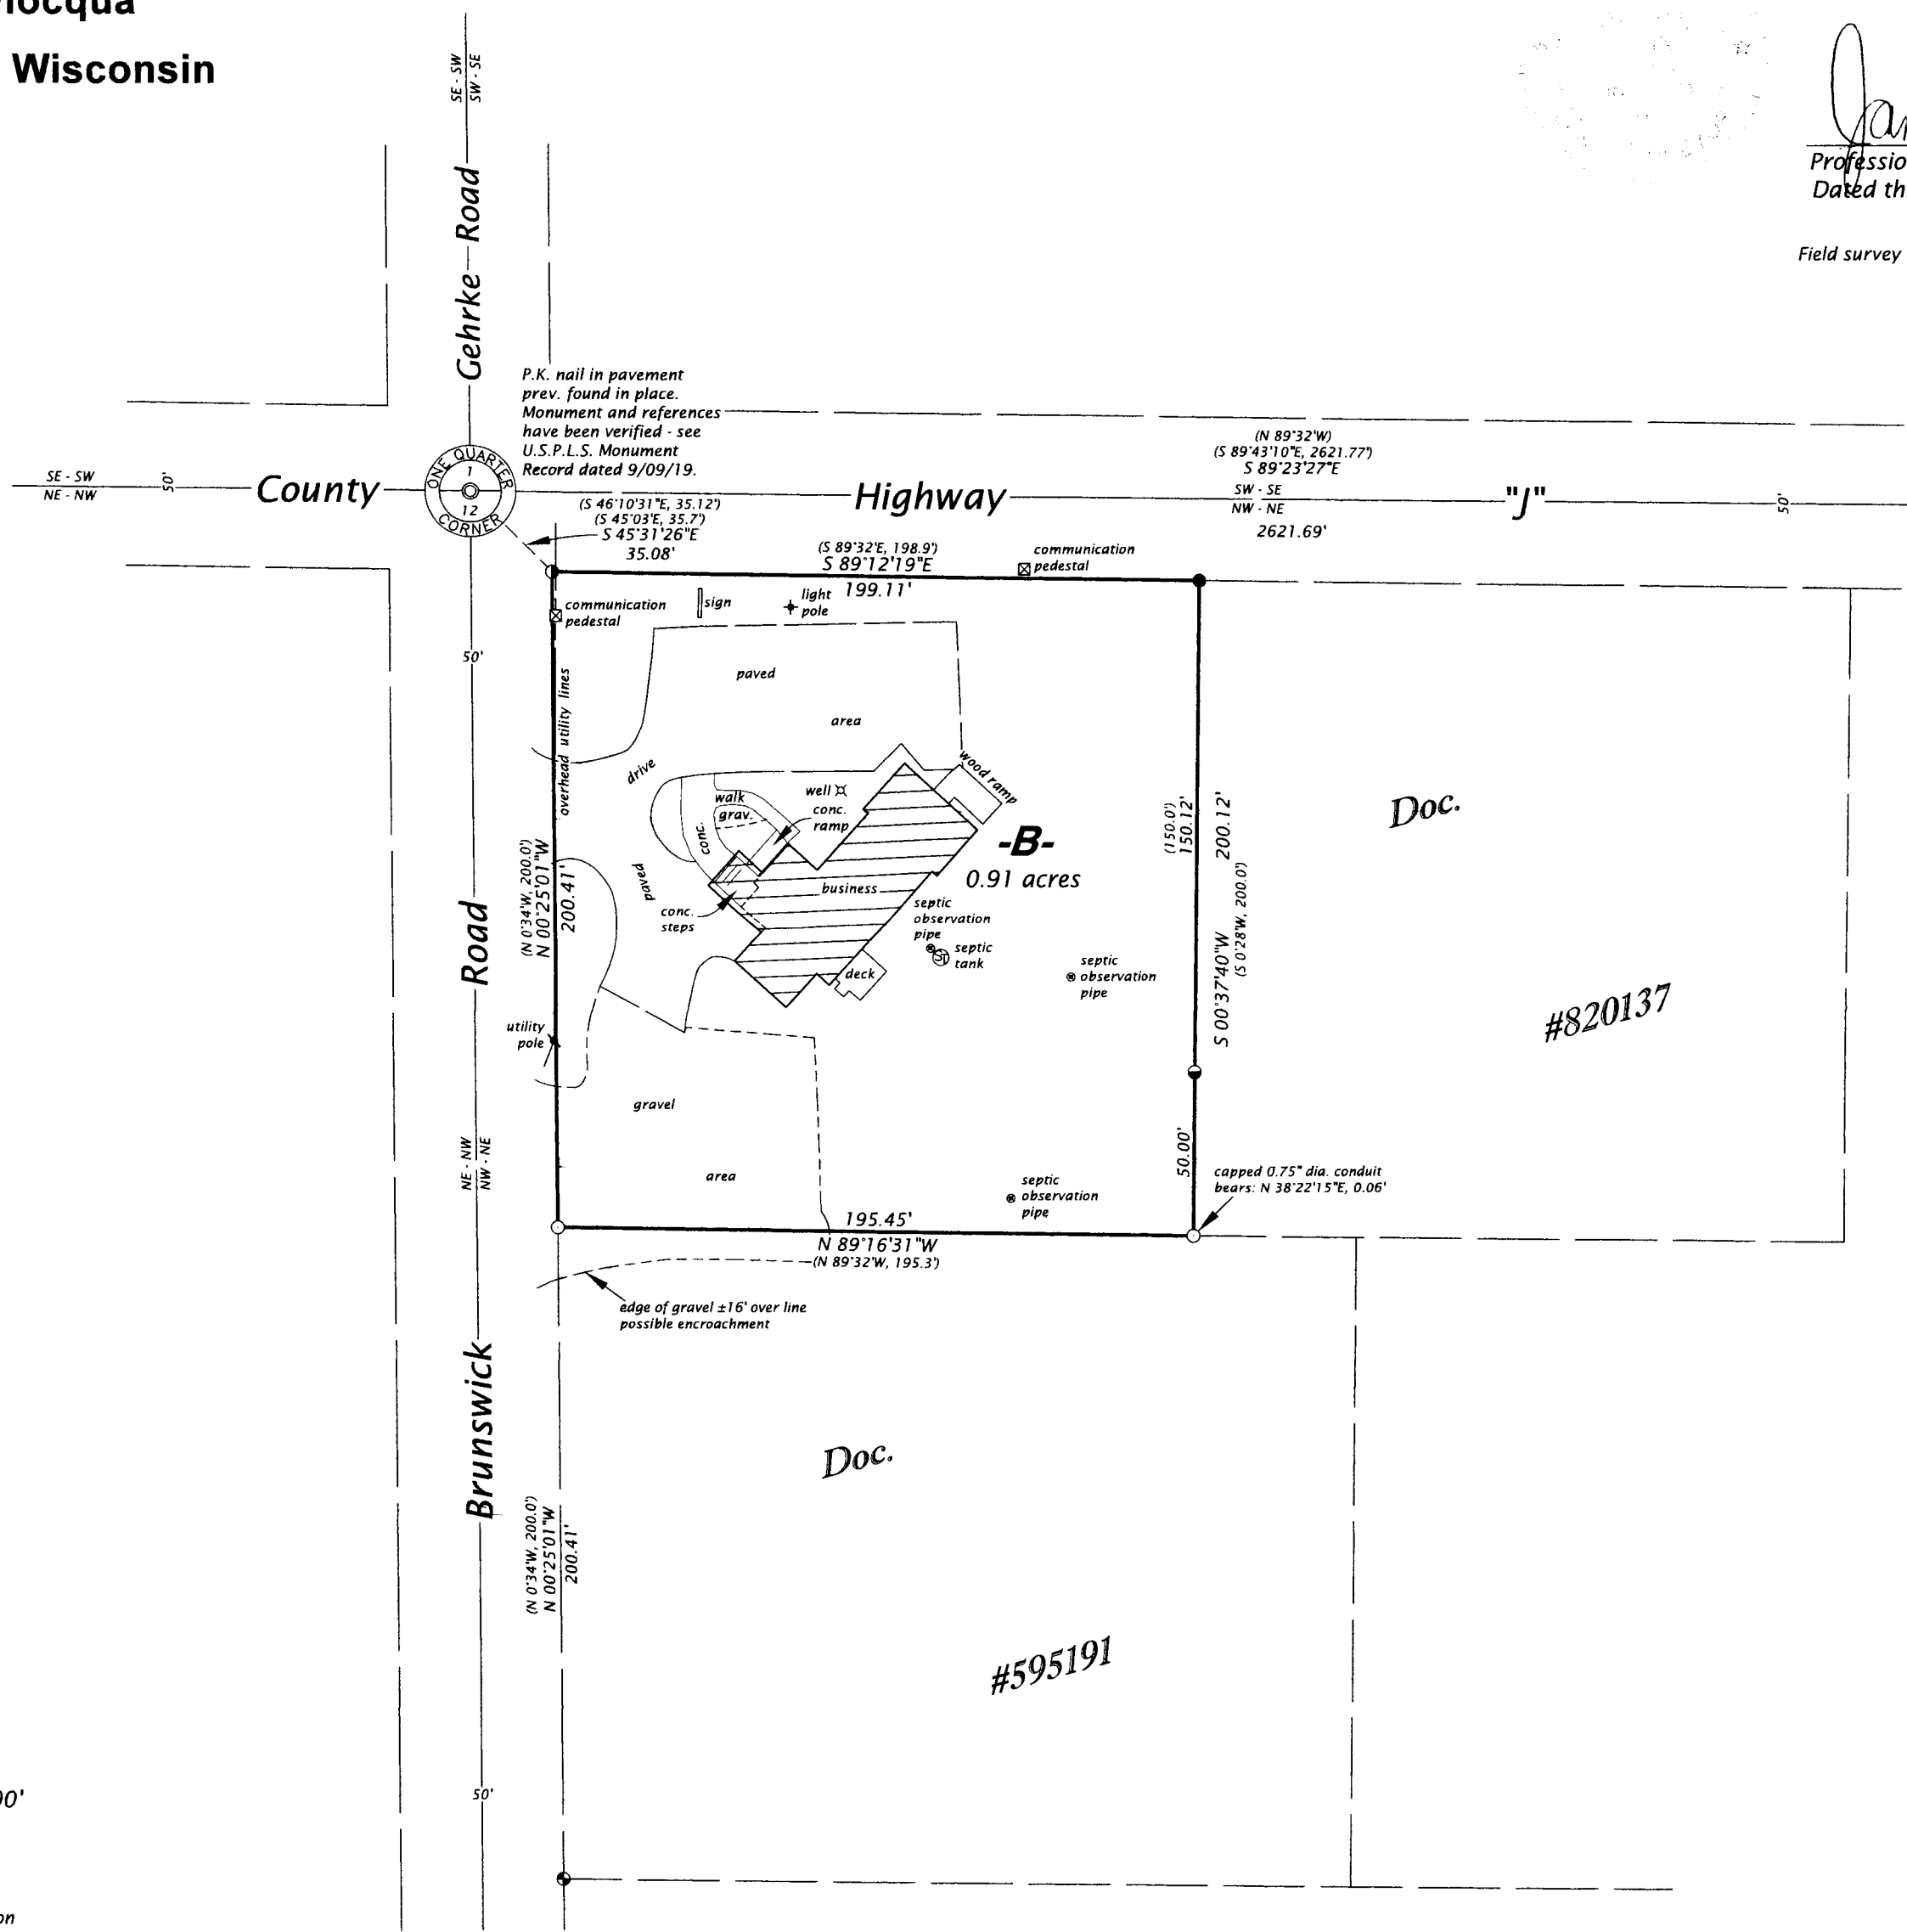 Wisconsin
SE - SW
SW - SE
Gehrke Road
Professio
Dated th
Field survey
P.K. nail in pavement
prev. found in place.
Monument and references
have been verified - see
U.S.P.L.S. Monument
Record dated 9/09/19.
(N 89°32'W)
(S 89°43'10"E, 2621.77')
S 89°23'27"E
SE - SW
NE - NW
50'
County
ONE QUARTER
1
12
CORNER
Highway
SW - SE
NW - NE
2621.69'
"J"
50'
(S 46°10'31"E, 35.12')
(S 45°03'E, 35.7')
S 45°31'26"E
35.08'
(S 89°32'E, 198.9')
S 89°12'19"E
199.11'
communication
pedestal
communication
pedestal
sign
light
pole
50'
overhead utility lines
paved
area
drive
wood ramp
walk
grav.
well
conc.
ramp
conc.
paved
-B-
0.91 acres
business
conc.
steps
septic
observation
pipe
septic
tank
ST
deck
septic
observation
pipe
(N 0°34'W, 200.0')
N 00°25'01"W
200.41'
(150.0')
150.12'
200.12'
S 00°37'40"W
(S 0°28'W, 200.0')
Doc.
#820137
Road
utility
pole
gravel
area
NE - NW
NW - NE
50.00'
septic
observation
pipe
capped 0.75" dia. conduit
bears: N 38°22'15"E, 0.06'
195.45'
N 89°16'31"W
(N 89°32'W, 195.3')
edge of gravel ±16' over line
possible encroachment
Brunswick
Doc.
#595191
(N 0°34'W, 200.0')
N 00°25'01"W
200.41'
50'